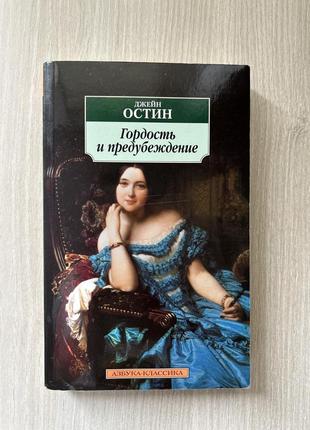 ДЖЕЙН
ОСТИН
Гордость
и предубеждение
АЗБУКА-КЛАССИКА